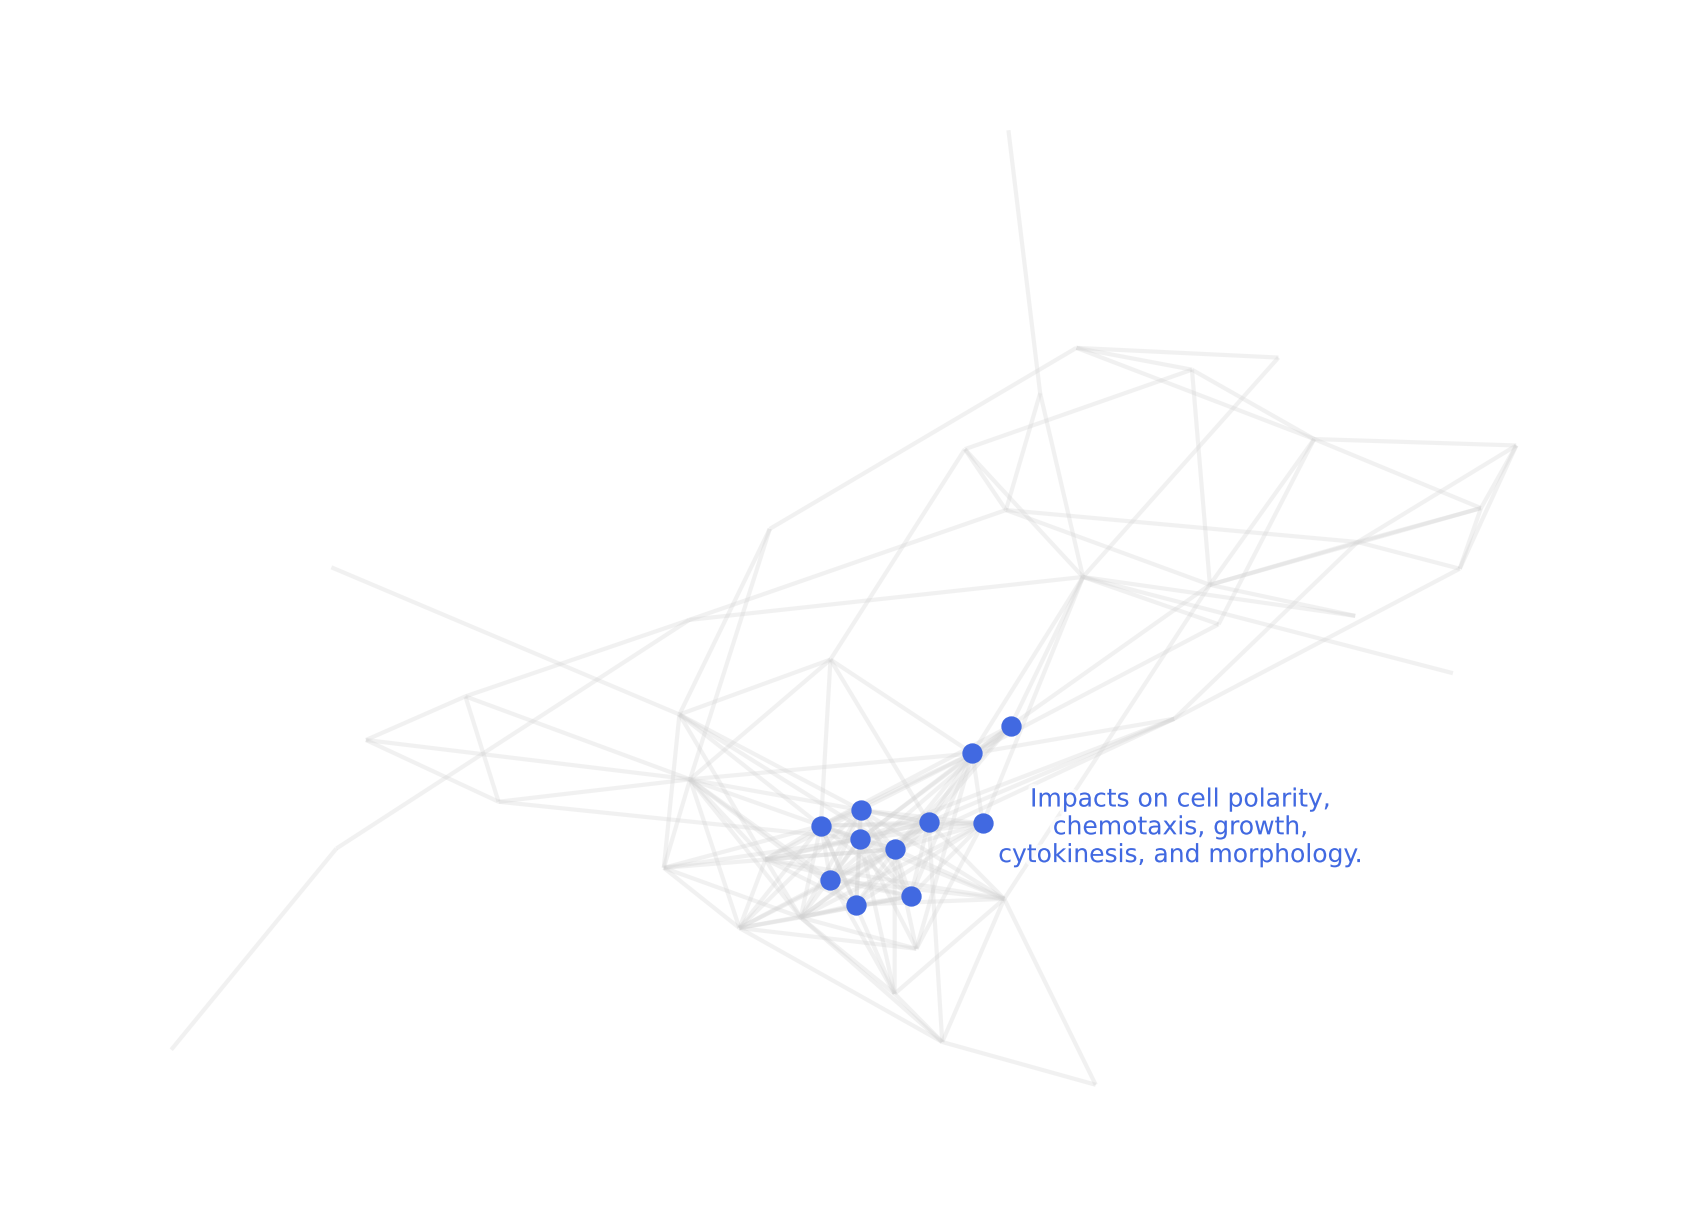 Impacts on cell polarity,
chemotaxis, growth,
cytokinesis, and morphology.